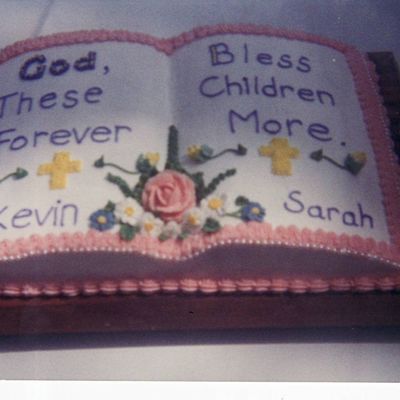 God,
These
Forever
Kevin
Bless
Children
More.
Sarah